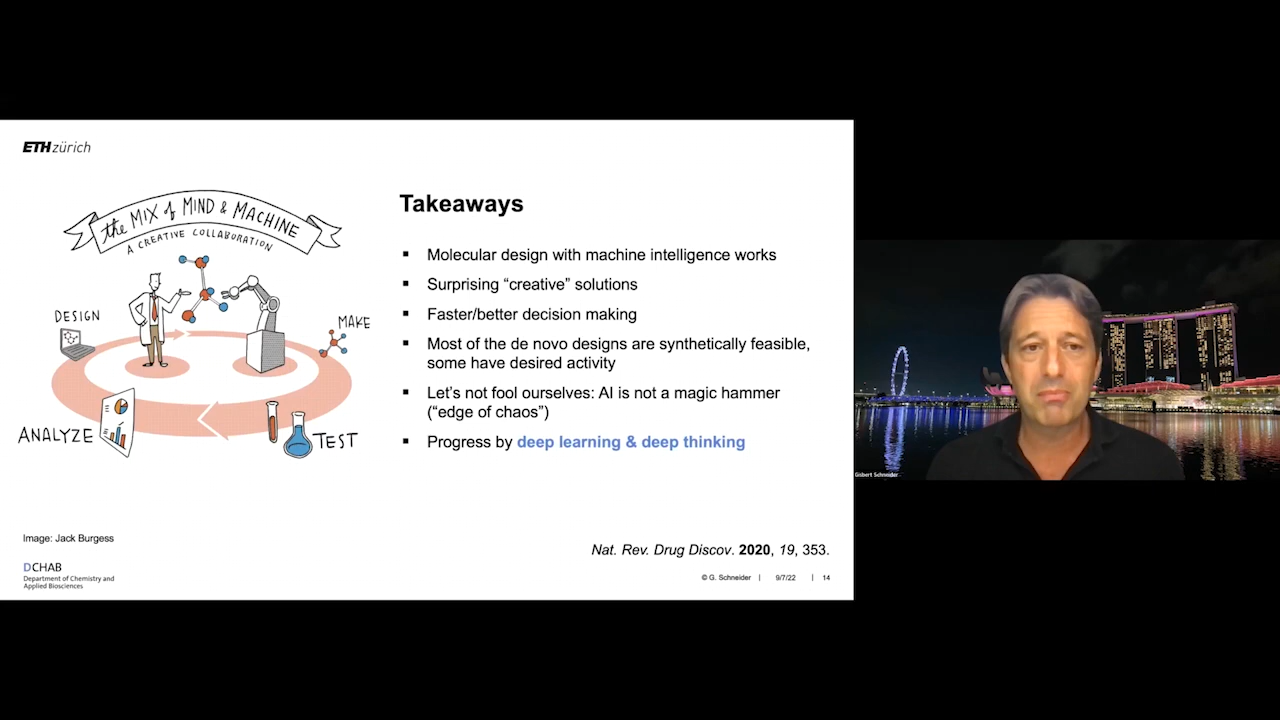 ETH zürich
the MIX of MIND & MACHINE
A CREATIVE COLLABORATION
DESIGN
MAKE
ANALYZE
TEST
Takeaways
▪ Molecular design with machine intelligence works
▪ Surprising “creative” solutions
▪ Faster/better decision making
▪ Most of the de novo designs are synthetically feasible,
some have desired activity
▪ Let’s not fool ourselves: AI is not a magic hammer
(“edge of chaos”)
▪ Progress by deep learning & deep thinking
Image: Jack Burgess
Nat. Rev. Drug Discov. 2020, 19, 353.
DCHAB
Department of Chemistry and
Applied Biosciences
© G. Schneider | 9/7/22 | 14
Gisbert Schneider